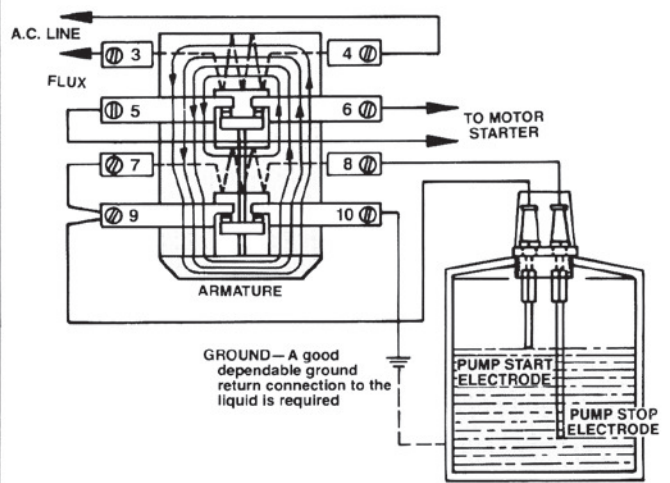 A.C. LINE
3
4
FLUX
5
6
TO MOTOR
STARTER
7
8
9
10
ARMATURE
GROUND—A good
dependable ground
return connection to the
liquid is required
PUMP START
ELECTRODE
PUMP STOP
ELECTRODE